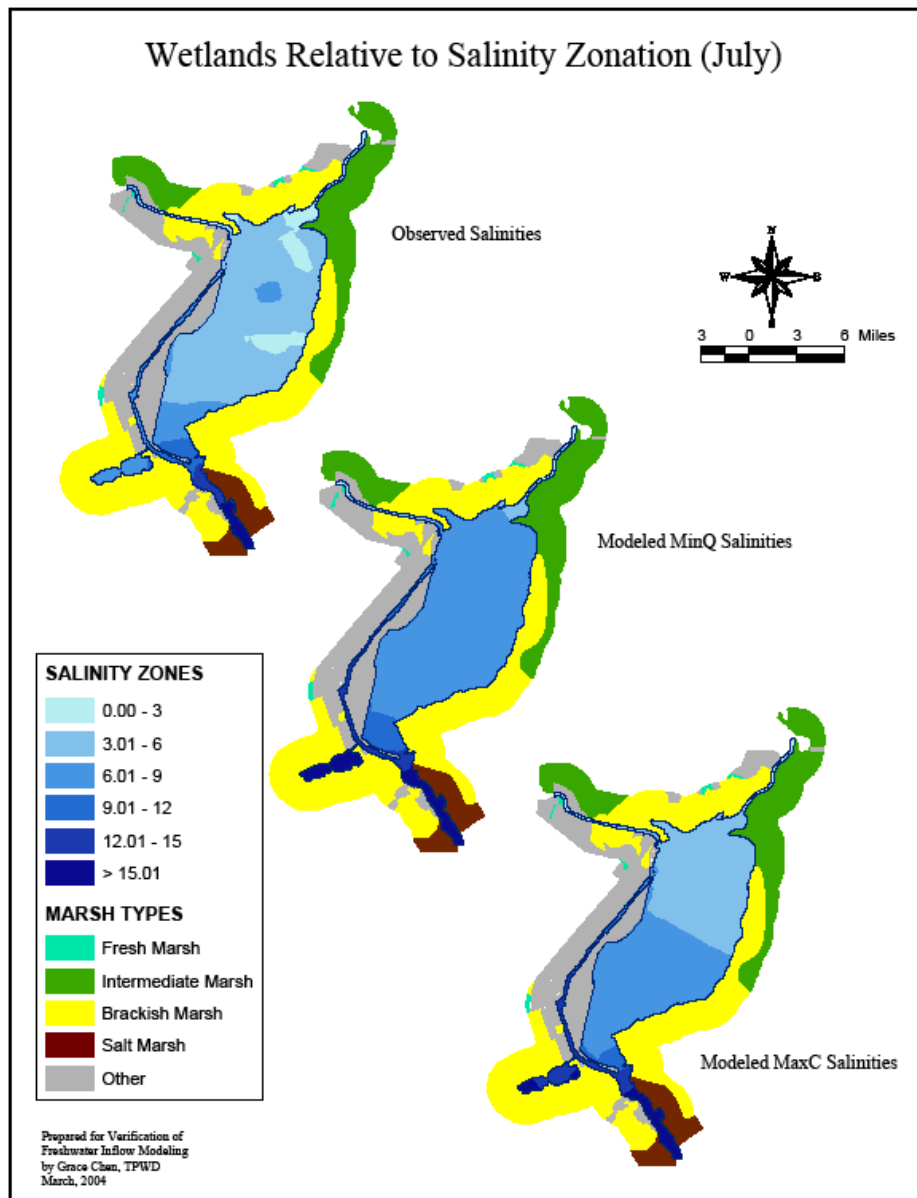 Wetlands Relative to Salinity Zonation (July)
Observed Salinities
N
W E
S
3 0 3 6 Miles
Modeled MinQ Salinities
SALINITY ZONES
0.00 - 3
3.01 - 6
6.01 - 9
9.01 - 12
12.01 - 15
> 15.01
MARSH TYPES
Fresh Marsh
Intermediate Marsh
Brackish Marsh
Salt Marsh
Other
Modeled MaxC Salinities
Prepared for Verification of
Freshwater Inflow Modeling
by Grace Chen, TPWD
March, 2004